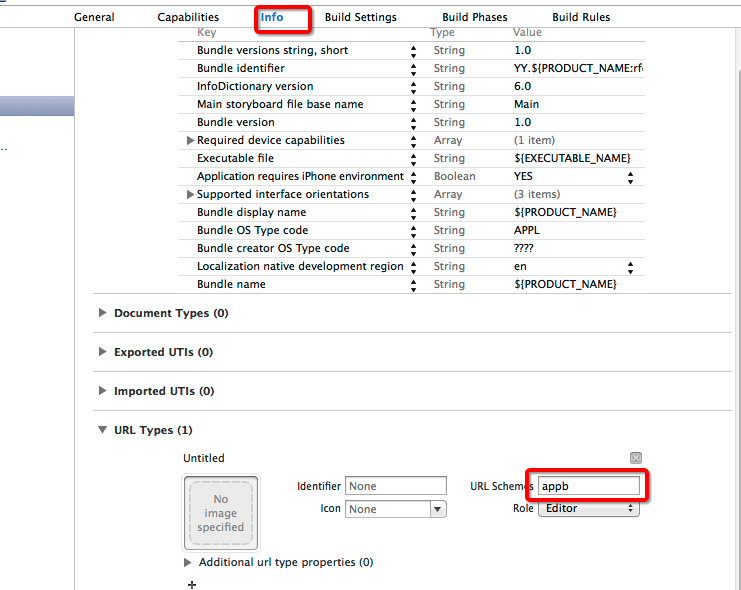 General Capabilities Info Build Settings Build Phases Build Rules
Key Type Value
Bundle versions string, short String 1.0
Bundle identifier String YY.${PRODUCT_NAME:rf
InfoDictionary version String 6.0
Main storyboard file base name String Main
Bundle version String 1.0
Required device capabilities Array (1 item)
Executable file String ${EXECUTABLE_NAME}
Application requires iPhone environment Boolean YES
Supported interface orientations Array (3 items)
Bundle display name String ${PRODUCT_NAME}
Bundle OS Type code String APPL
Bundle creator OS Type code String ????
Localization native development region String en
Bundle name String ${PRODUCT_NAME}
Document Types (0)
Exported UTIs (0)
Imported UTIs (0)
URL Types (1)
Untitled
No
image
specified
Identifier None URL Schemes appb
Icon None Role Editor
Additional url type properties (0)
+